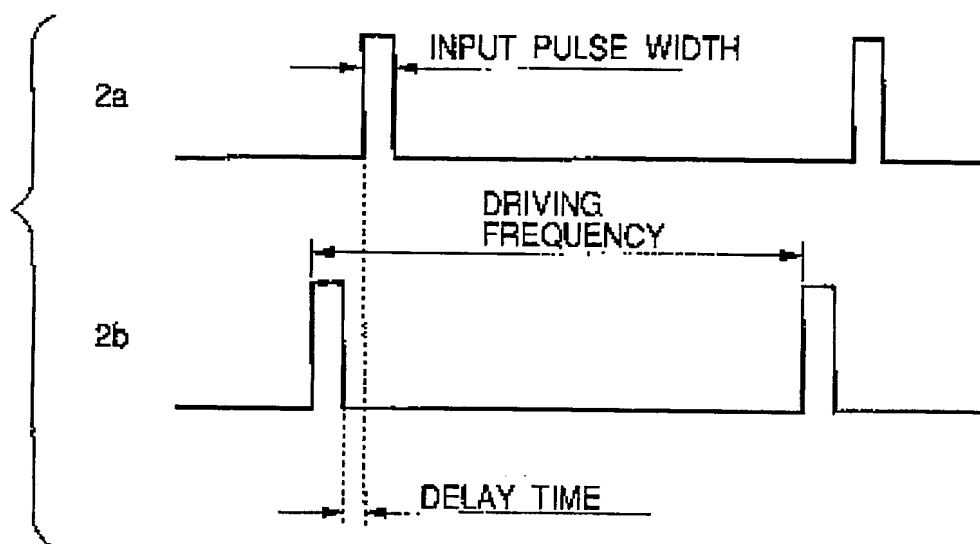 INPUT PULSE WIDTH
2a
DRIVING
FREQUENCY
2b
DELAY TIME